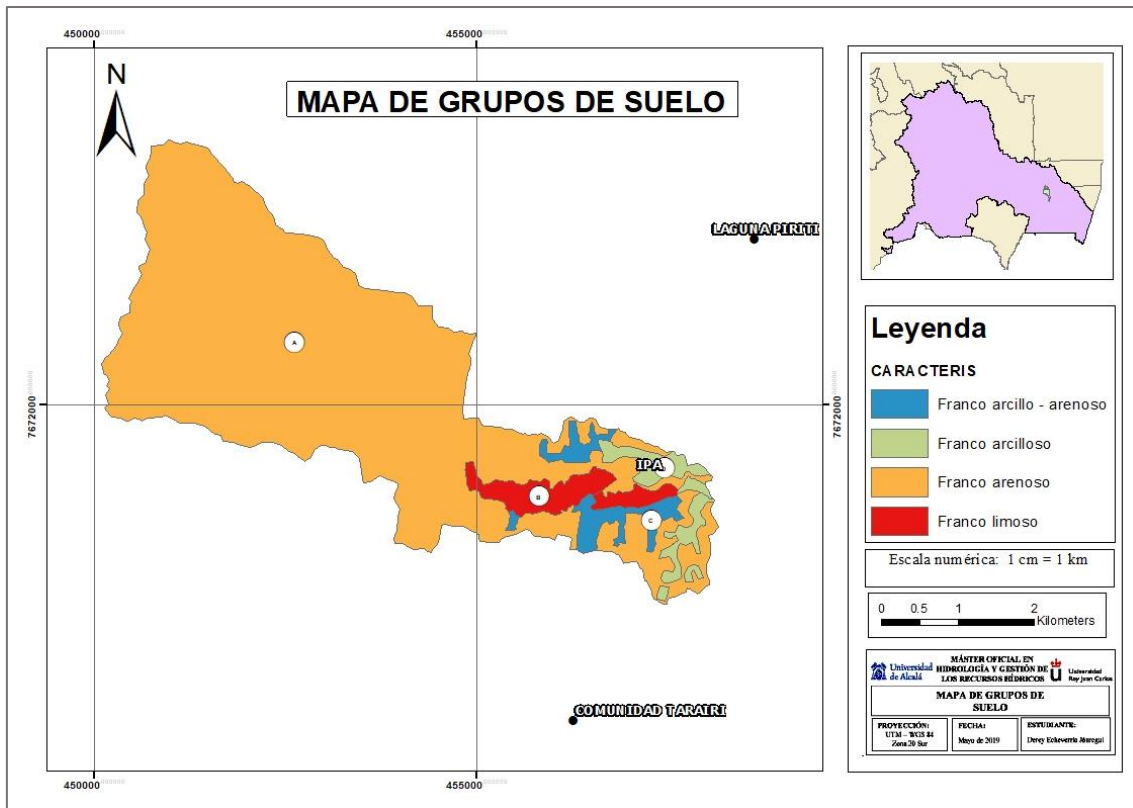 450000
455000
N
MAPA DE GRUPOS DE SUELO
LAGUNA PIRITI
A
7672000
7672000
IPA
B
C
COMUNIDAD TARAIRI
450000
455000
Leyenda
CARACTERIS
Franco arcillo - arenoso
Franco arcilloso
Franco arenoso
Franco limoso
Escala numérica: 1 cm = 1 km
0 0.5 1 2
Kilometers
Universidad
de Alcalá
MÁSTER OFICIAL EN
HIDROLOGÍA Y GESTIÓN DE
LOS RECURSOS HÍDRICOS
Universidad
Rey Juan Carlos
MAPA DE GRUPOS DE
SUELO
PROYECCIÓN:
UTM – WGS 84
Zona 20 Sur
FECHA:
Mayo de 2019
ESTUDIANTE:
Echeverría